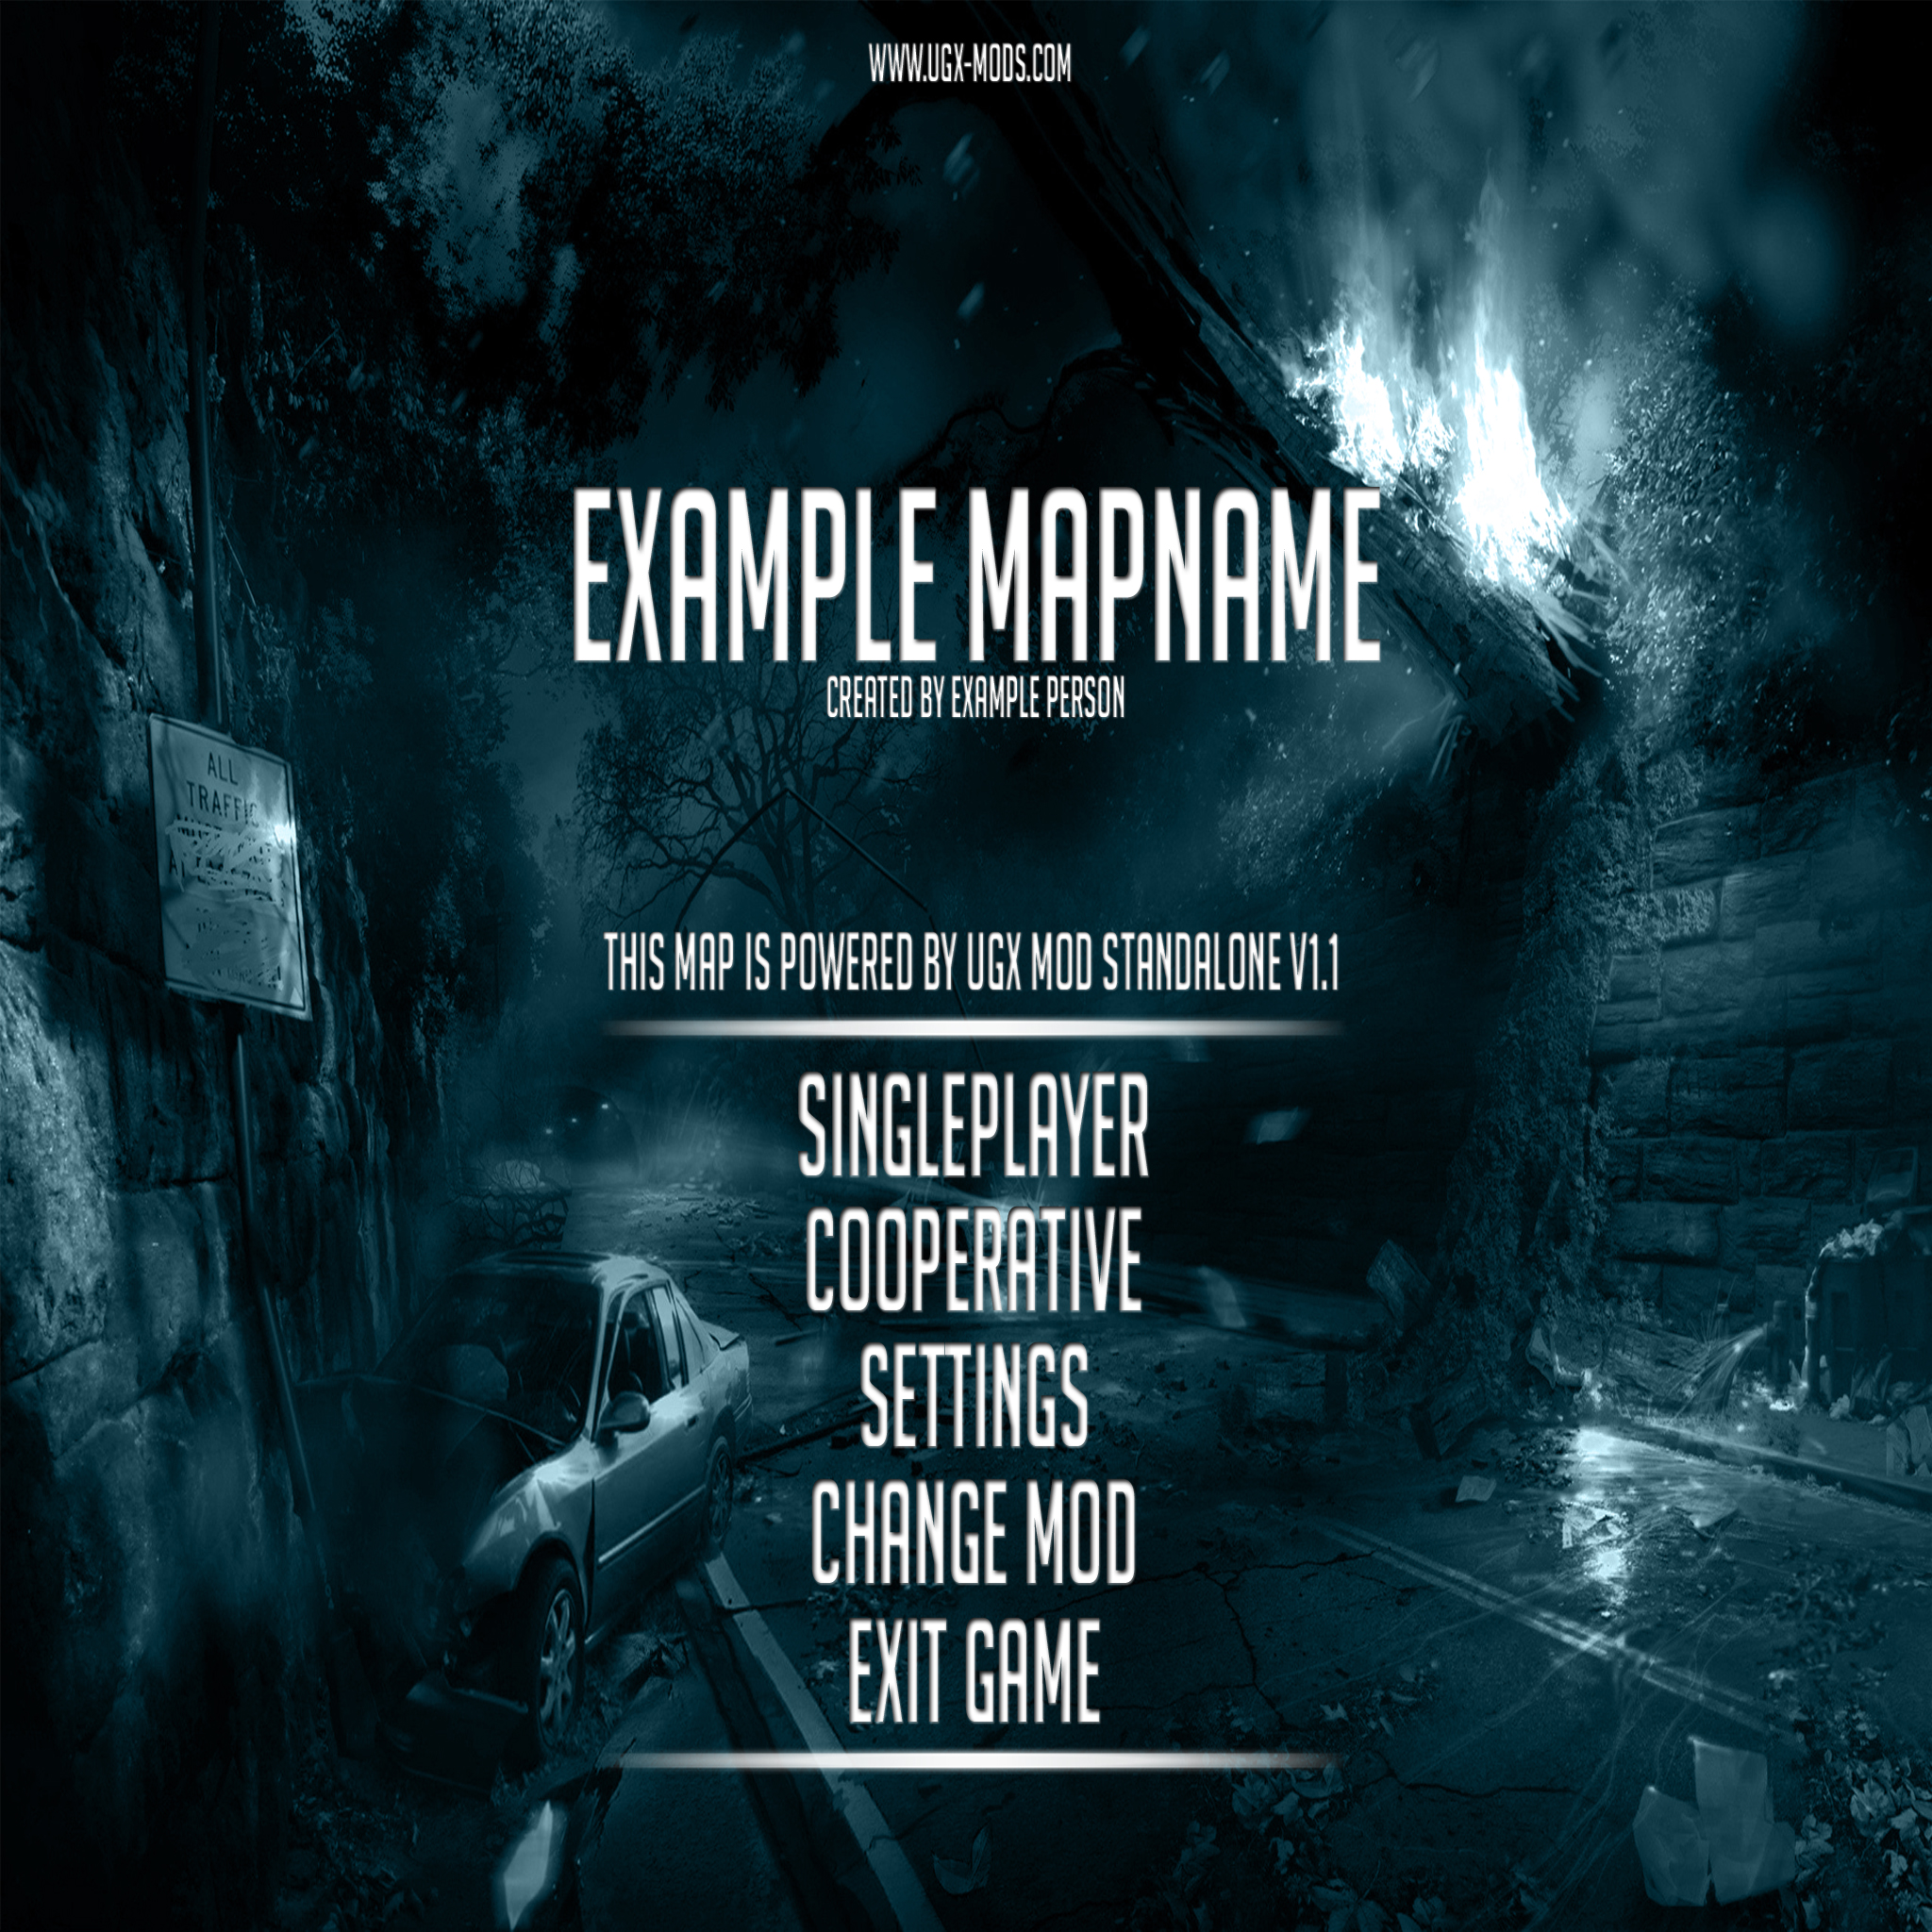 WWW.UGX-MODS.COM
EXAMPLE MAPNAME
CREATED BY EXAMPLE PERSON
ALL
TRAFFIC
THIS MAP IS POWERED BY UGX MOD STANDALONE V1.1
SINGLEPLAYER
COOPERATIVE
SETTINGS
CHANGE MOD
EXIT GAME